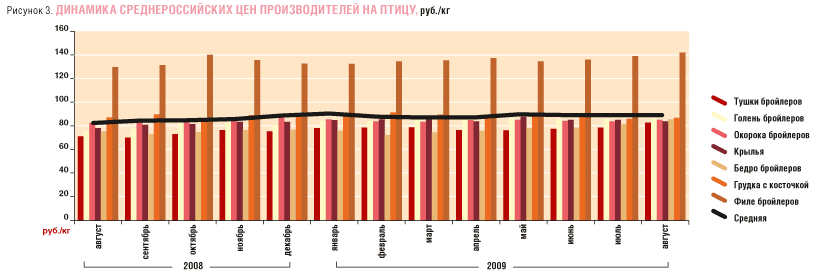 Рисунок 3. ДИНАМИКА СРЕДНЕРОССИЙСКИХ ЦЕН ПРОИЗВОДИТЕЛЕЙ НА ПТИЦУ, руб./кг
160
140
120
100
80
60
40
20
0
руб./кг
август
сентябрь
октябрь
ноябрь
декабрь
январь
февраль
март
апрель
май
июнь
июль
август
2008
2009
Тушки бройлеров
Голень бройлеров
Окорока бройлеров
Крылья
Бедро бройлеров
Грудка с косточкой
Филе бройлеров
Средняя